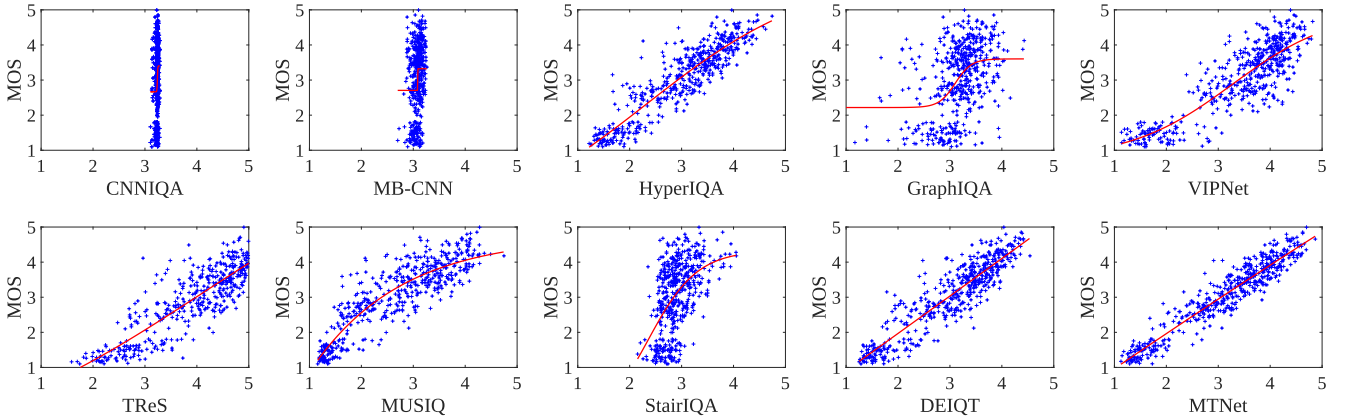 5 5 5 5 5
4 4 4 4 4
MOS MOS MOS MOS MOS
3 3 3 3 3
2 2 2 2 2
1 1 1 1 1
1 2 3 4 5 1 2 3 4 5 1 2 3 4 5 1 2 3 4 5 1 2 3 4 5
CNNIQA MB-CNN HyperIQA GraphIQA VIPNet
5 5 5 5 5
4 4 4 4 4
MOS MOS MOS MOS MOS
3 3 3 3 3
2 2 2 2 2
1 1 1 1 1
1 2 3 4 5 1 2 3 4 5 1 2 3 4 5 1 2 3 4 5 1 2 3 4 5
TReS MUSIQ StairIQA DEIQT MTNet